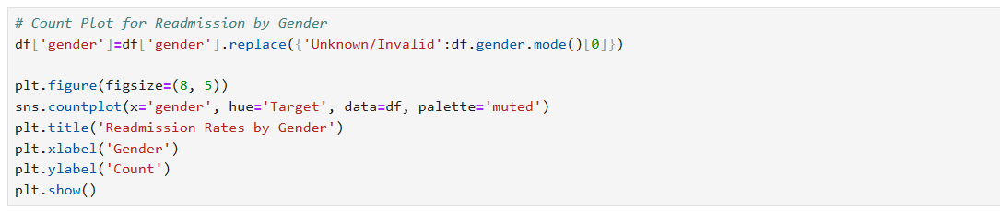 # Count Plot for Readmission by Gender
df['gender']=df['gender'].replace({'Unknown/Invalid':df.gender.mode()[0]})
plt.figure(figsize=(8, 5))
sns.countplot(x='gender', hue='Target', data=df, palette='muted')
plt.title('Readmission Rates by Gender')
plt.xlabel('Gender')
plt.ylabel('Count')
plt.show()